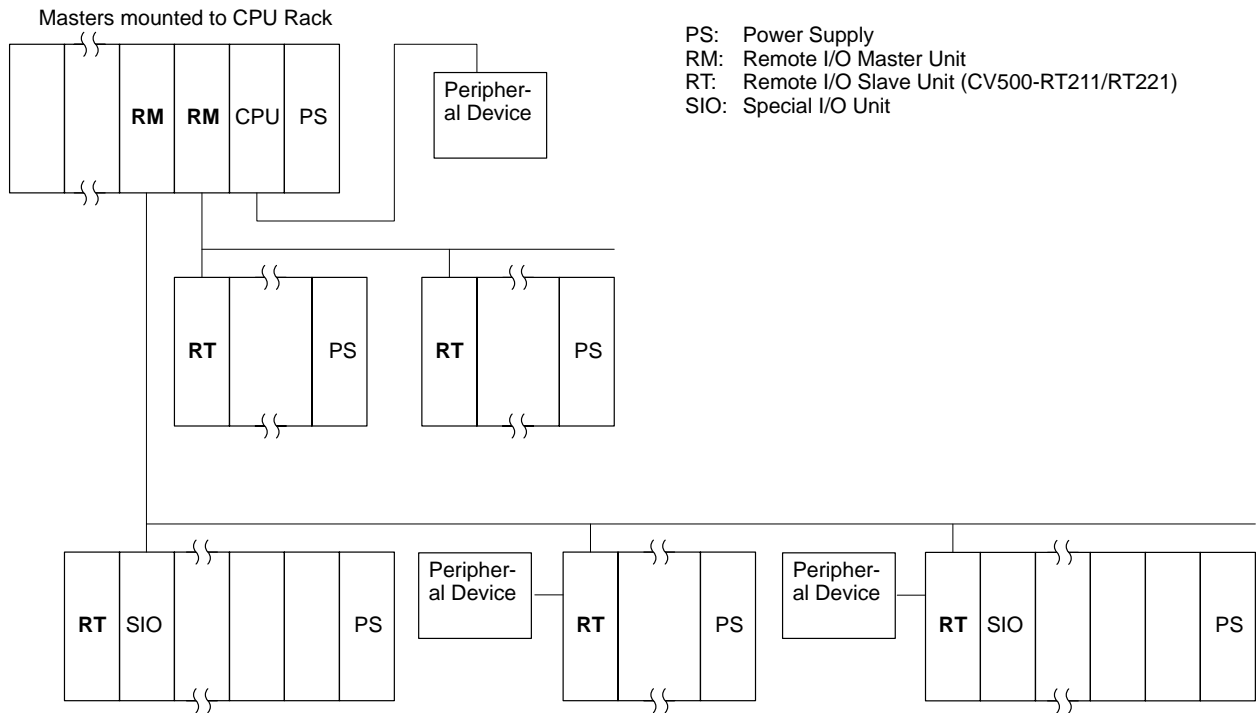 Masters mounted to CPU Rack
PS: Power Supply
RM: Remote I/O Master Unit
RT: Remote I/O Slave Unit (CV500-RT211/RT221)
SIO: Special I/O Unit
RM RM CPU PS
Peripher-
al Device
RT PS
RT PS
RT SIO PS
Peripher-
al Device
RT PS
Peripher-
al Device
RT SIO PS